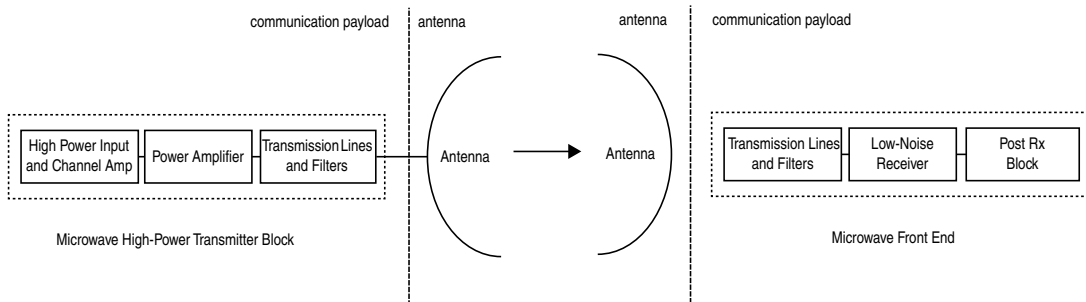 communication payload
antenna
antenna
communication payload
High Power Input
and Channel Amp
Power Amplifier
Transmission Lines
and Filters
Antenna
Antenna
Transmission Lines
and Filters
Low-Noise
Receiver
Post Rx
Block
Microwave High-Power Transmitter Block
Microwave Front End